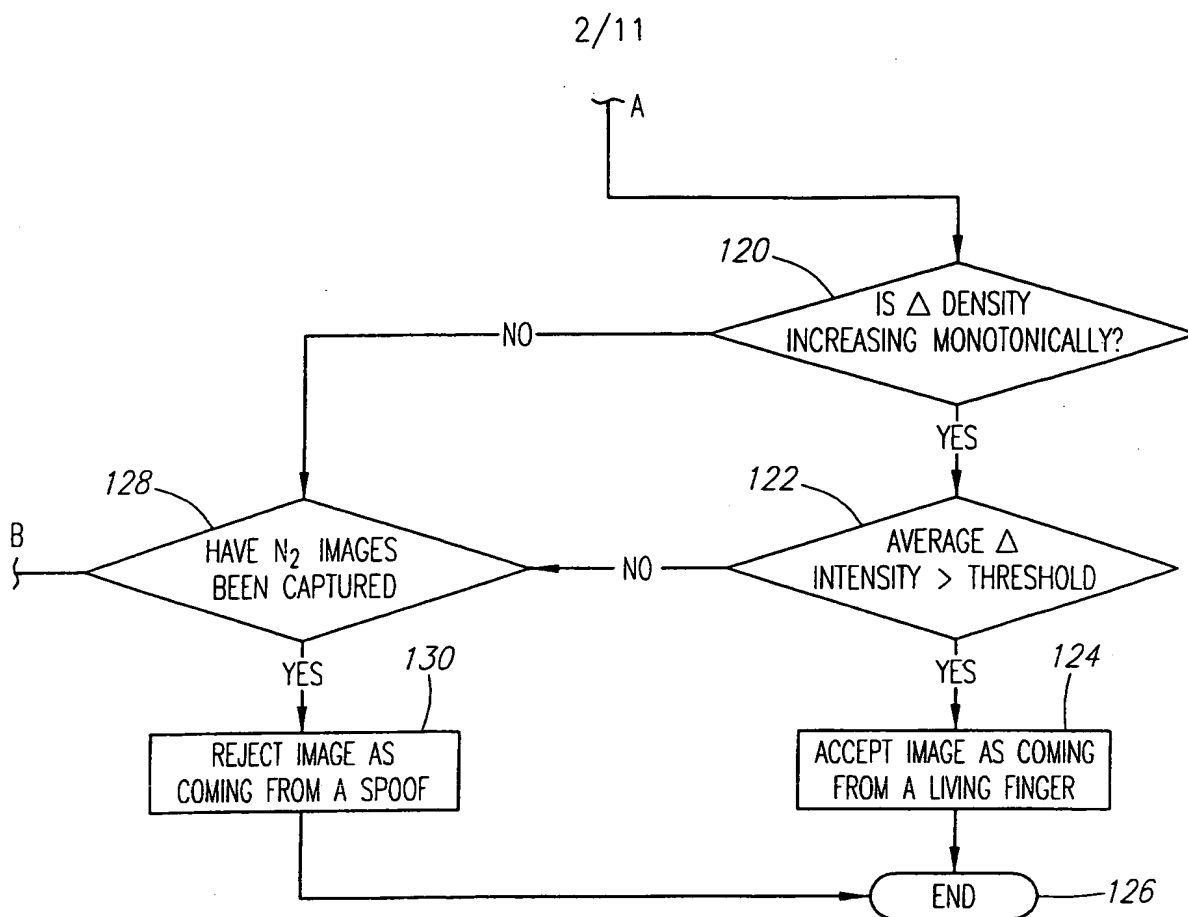 2/11
A
120
IS △ DENSITY
INCREASING MONOTONICALLY?
NO
YES
128
122
B
HAVE N₂ IMAGES
BEEN CAPTURED
NO
AVERAGE △
INTENSITY > THRESHOLD
YES
130
YES
124
REJECT IMAGE AS
COMING FROM A SPOOF
ACCEPT IMAGE AS COMING
FROM A LIVING FINGER
END
126